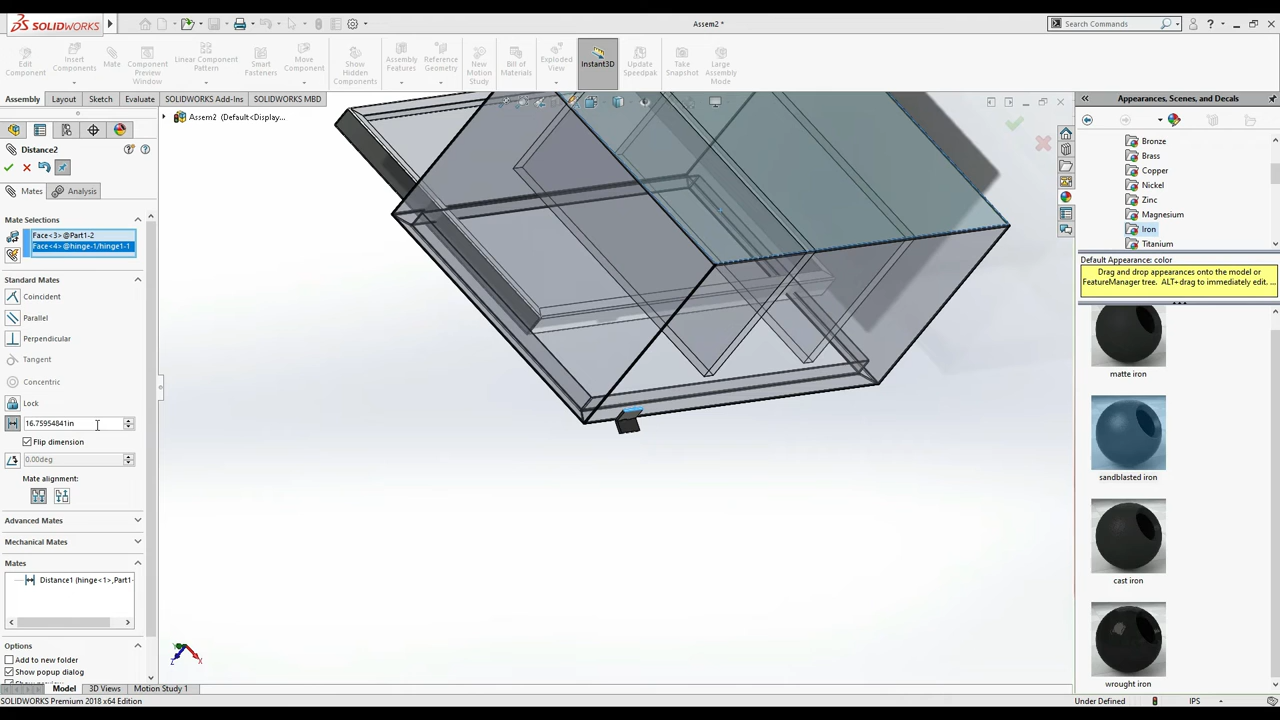 SOLIDWORKS
Assem2 *
Search Commands
Edit
Component
Insert
Components
Mate
Component
Preview
Window
Linear Component
Pattern
Smart
Fasteners
Move
Component
Show
Hidden
Components
Assembly
Features
Reference
Geometry
New
Motion
Study
Bill of
Materials
Exploded
View
Instant3D
Update
Speedpak
Take
Snapshot
Large
Assembly
Mode
Assembly
Layout
Sketch
Evaluate
SOLIDWORKS Add-Ins
SOLIDWORKS MBD
Assem2 (Default<Display...
Distance2
Mates
Analysis
Mate Selections
Face<3> @Part1-2
Face<4> @hinge-1/hinge1-1
Standard Mates
Coincident
Parallel
Perpendicular
Tangent
Concentric
Lock
16.75954841in
Flip dimension
0.00deg
Mate alignment:
Advanced Mates
Mechanical Mates
Mates
Distance1 (hinge<1>,Part1-
Options
Add to new folder
Show popup dialog
Appearances, Scenes, and Decals
Bronze
Brass
Copper
Nickel
Zinc
Magnesium
Iron
Titanium
Default Appearance: color
Drag and drop appearances onto the model or
FeatureManager tree. ALT+drag to immediately edit. ...
matte iron
sandblasted iron
cast iron
wrought iron
Z
X
Model
3D Views
Motion Study 1
SOLIDWORKS Premium 2018 x64 Edition
Under Defined
IPS